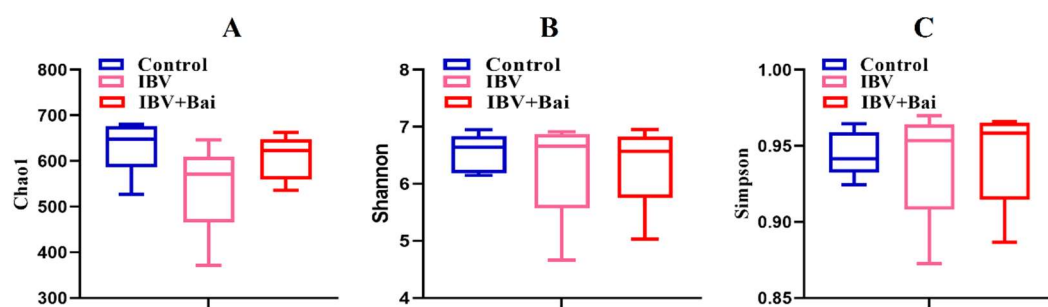 A
Control
IBV
IBV+Bai
Chao1
800
700
600
500
400
300
B
Control
IBV
IBV+Bai
Shannon
8
7
6
5
4
C
Control
IBV
IBV+Bai
Simpson
1.00
0.95
0.90
0.85